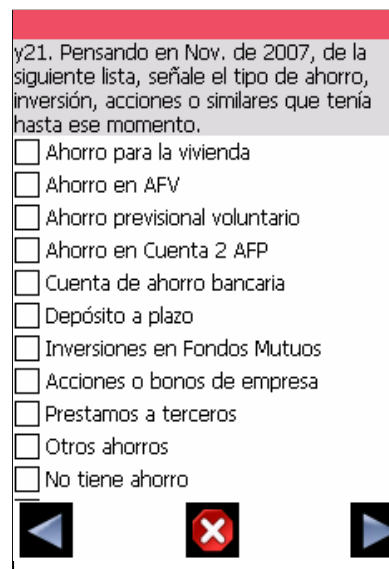 y21. Pensando en Nov. de 2007, de la
siguiente lista, señale el tipo de ahorro,
inversión, acciones o similares que tenía
hasta ese momento.
Ahorro para la vivienda
Ahorro en AFV
Ahorro previsional voluntario
Ahorro en Cuenta 2 AFP
Cuenta de ahorro bancaria
Depósito a plazo
Inversiones en Fondos Mutuos
Acciones o bonos de empresa
Prestamos a terceros
Otros ahorros
No tiene ahorro